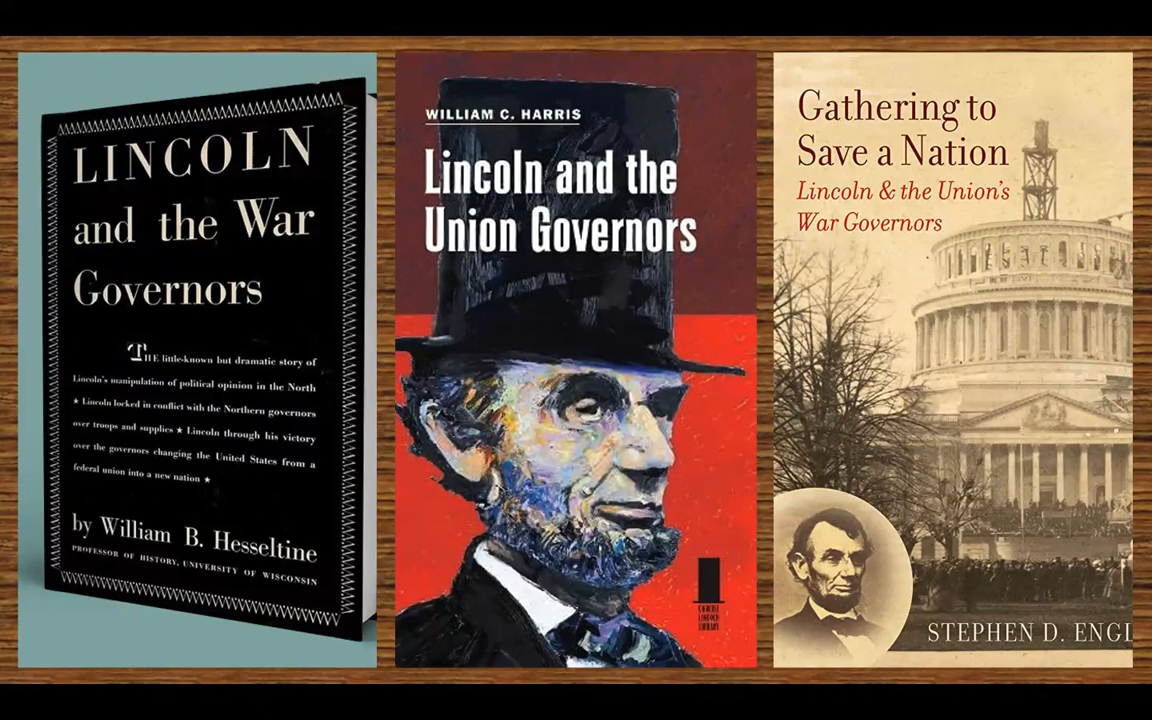 LINCOLN
and the War
Governors
THE little-known but dramatic story of
Lincoln's manipulation of political opinion in the North
★ Lincoln locked in conflict with the Northern governors
over troops and supplies ★ Lincoln through his victory
over the governors changing the United States from a
federal union into a new nation ★
by William B. Hesseltine
PROFESSOR OF HISTORY, UNIVERSITY OF WISCONSIN
WILLIAM C. HARRIS
Lincoln and the
Union Governors
CONCISE
LINCOLN
LIBRARY
Gathering to
Save a Nation
Lincoln & the Union's
War Governors
STEPHEN D. ENGL